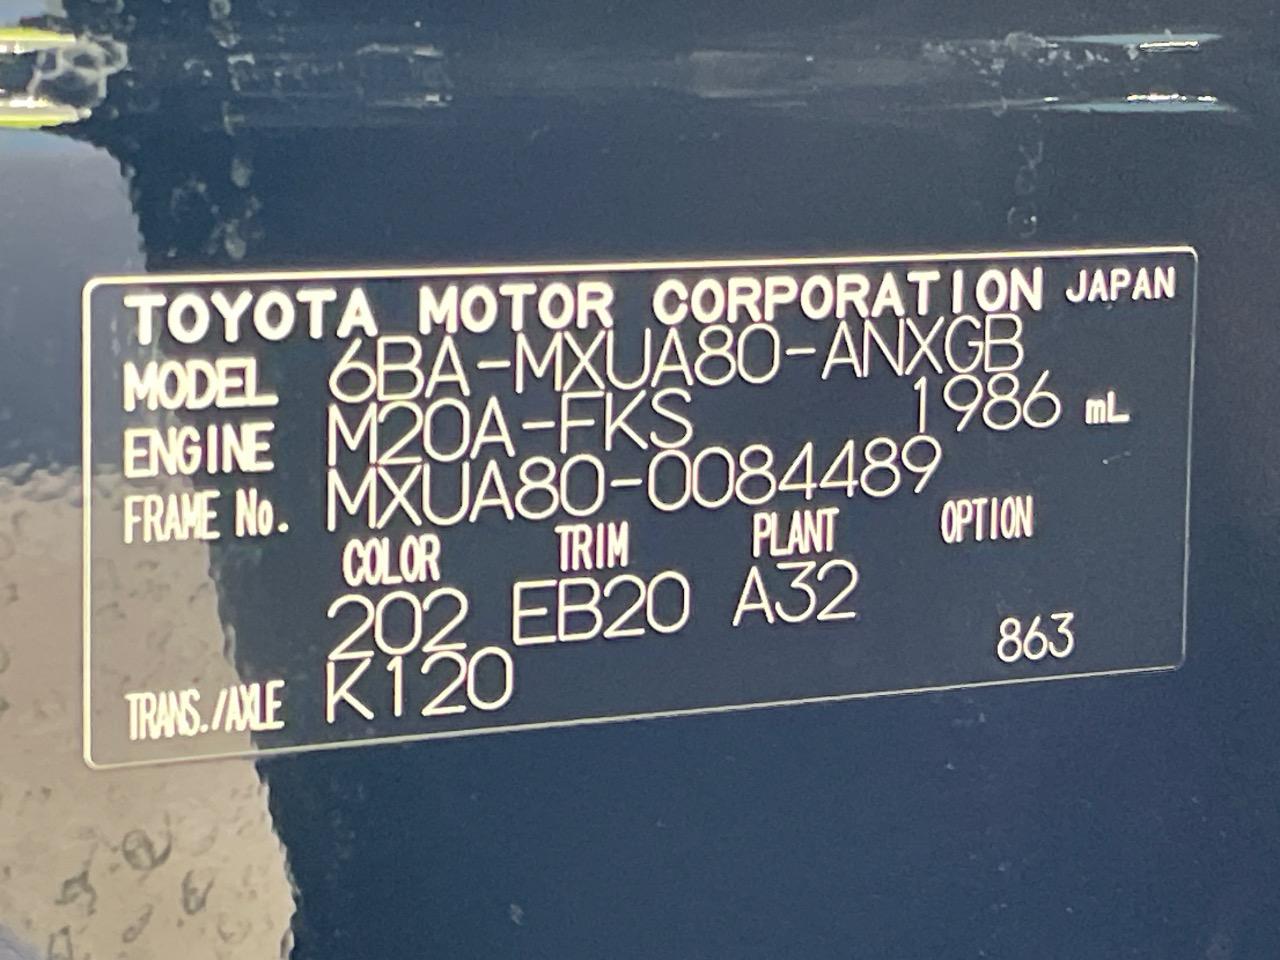 TOYOTA MOTOR CORPORATION JAPAN
MODEL 6BA-MXUA80-ANXGB
ENGINE M20A-FKS 1986 mL
FRAME No. MXUA80-0084489
COLOR TRIM PLANT OPTION
202 EB20 A32
863
TRANS./AXLE K120